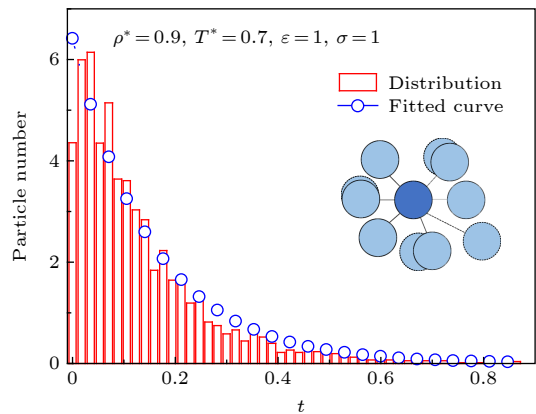 ρ* = 0.9, T* = 0.7, ε = 1, σ = 1
Distribution
Fitted curve
Particle number
6
4
2
0
0 0.2 0.4 0.6 0.8
t